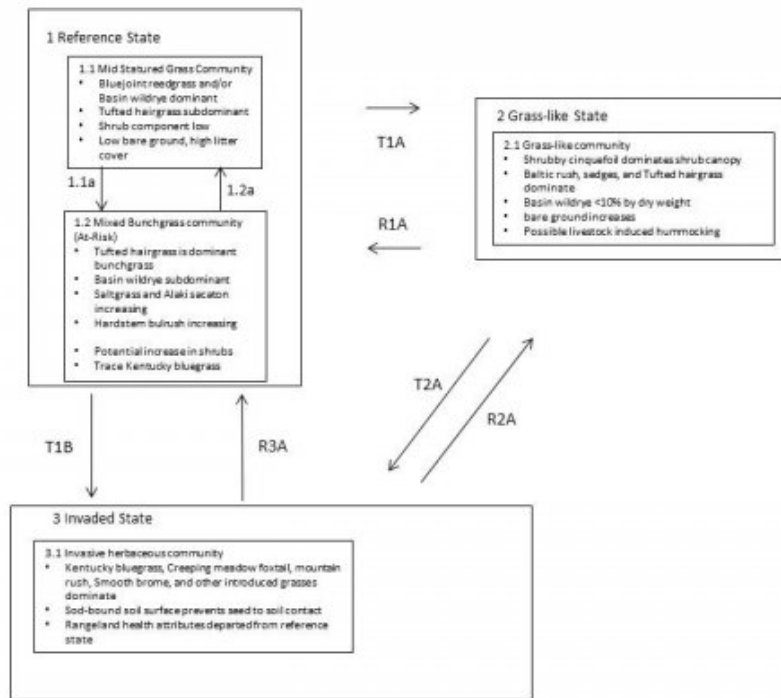 1 Reference State
1.1 Mid Statured Grass Community
• Bluejoint reedgrass and/or
Basin wildrye dominant
• Tufted hairgrass subdominant
• Shrub component low
• Low bare ground, high litter
cover
1.1a
1.2a
1.2 Mixed Bunchgrass community
(At-Risk)
• Tufted hairgrass is dominant
bunchgrass
• Basin wildrye subdominant
• Saltgrass and Alaki sacaton
increasing
• Hardstem bulrush increasing
• Potential increase in shrubs
• Trace Kentucky bluegrass
T1A
R1A
2 Grass-like State
2.1 Grass-like community
• Shrubby cinquefoil dominates shrub canopy
• Baltic rush, sedges, and Tufted hairgrass
dominate
• Basin wildrye <10% by dry weight
• bare ground increases
• Possible livestock induced hummocking
T2A
R2A
T1B
R3A
3 Invaded State
3.1 Invasive herbaceous community
• Kentucky bluegrass, Creeping meadow foxtail, mountain
rush, Smooth brome, and other introduced grasses
dominate
• Sod-bound soil surface prevents seed to soil contact
• Rangeland health attributes departed from reference
state